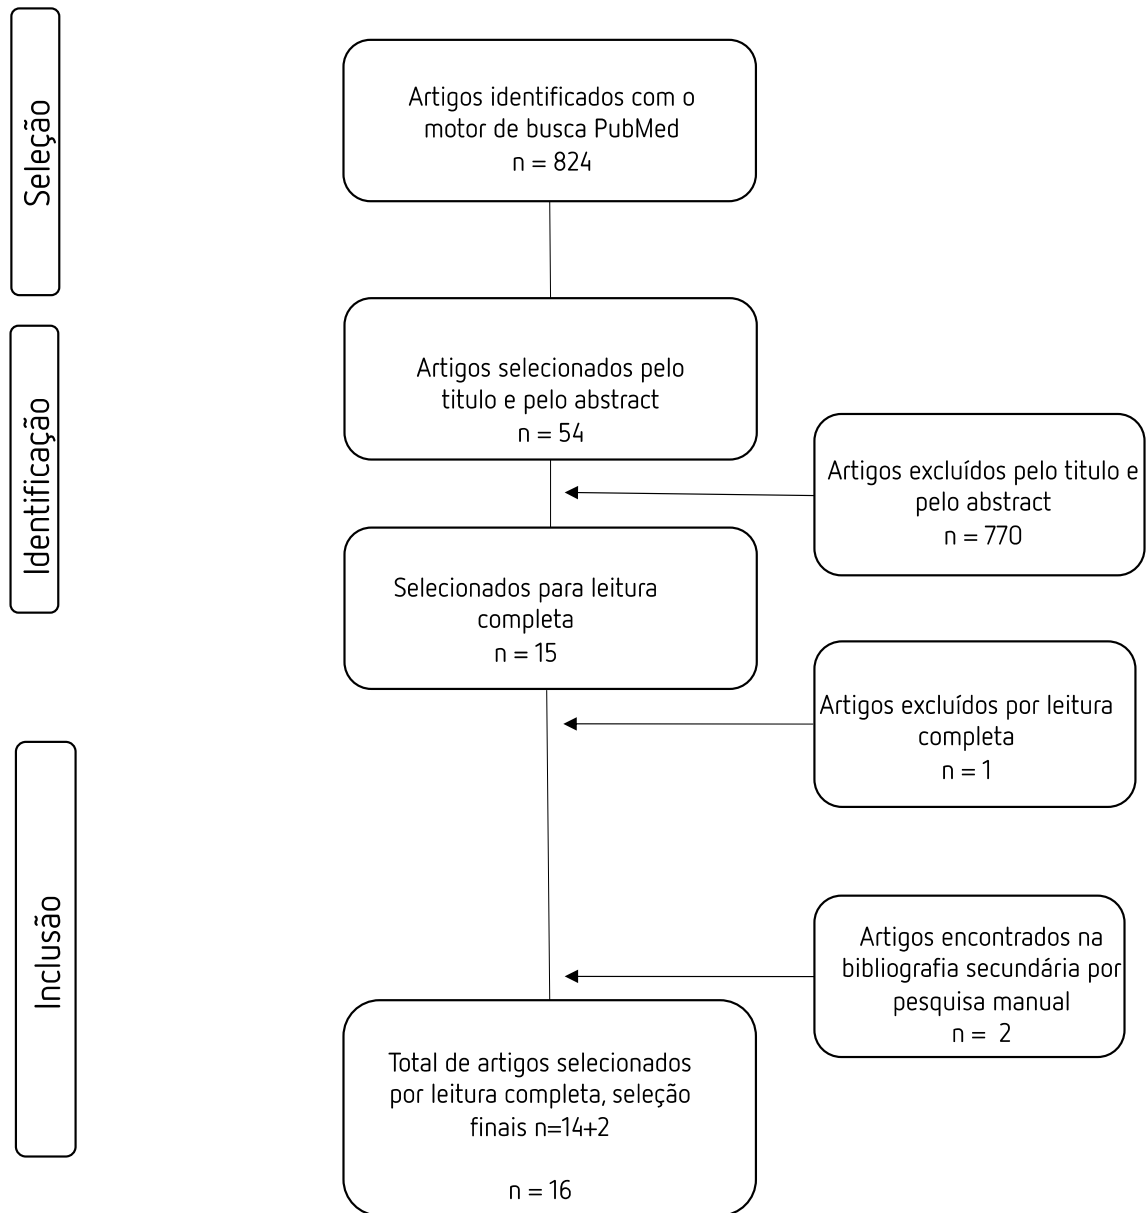 Seleção
Artigos identificados com o
motor de busca PubMed
n = 824
Identificação
Artigos selecionados pelo
titulo e pelo abstract
n = 54
Artigos excluídos pelo titulo e
pelo abstract
n = 770
Selecionados para leitura
completa
n = 15
Artigos excluídos por leitura
completa
n = 1
Inclusão
Artigos encontrados na
bibliografia secundária por
pesquisa manual
n = 2
Total de artigos selecionados
por leitura completa, seleção
finais n=14+2
n = 16